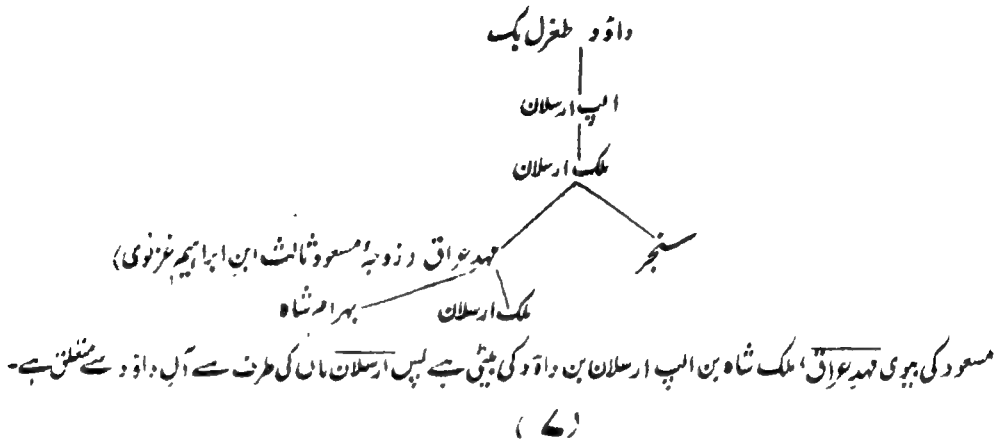 داؤد طغرل بک
الپ ارسلان
ملک ارسلان
سنجر
مہدِ عراق (زوجۂ مسعود ثالث ابنِ ابراہیم غزنوی)
ملک ارسلان بہرام شاہ
مسعود کی بیوی مہدِ عراق، ملک شاہ بن الپ ارسلان بن داؤد کی بیٹی ہے پس ارسلان ماں کی طرف سے آلِ داؤد سے متعلق ہے۔
(۷)